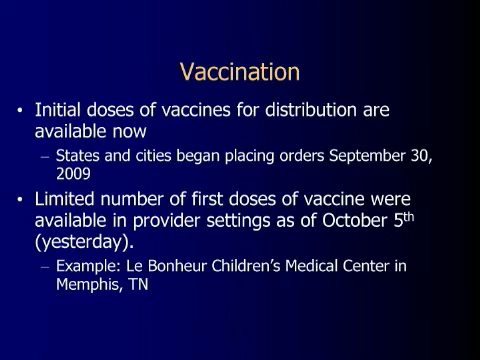 Vaccination
• Initial doses of vaccines for distribution are
available now
– States and cities began placing orders September 30,
2009
• Limited number of first doses of vaccine were
available in provider settings as of October 5th
(yesterday).
– Example: Le Bonheur Children's Medical Center in
Memphis, TN